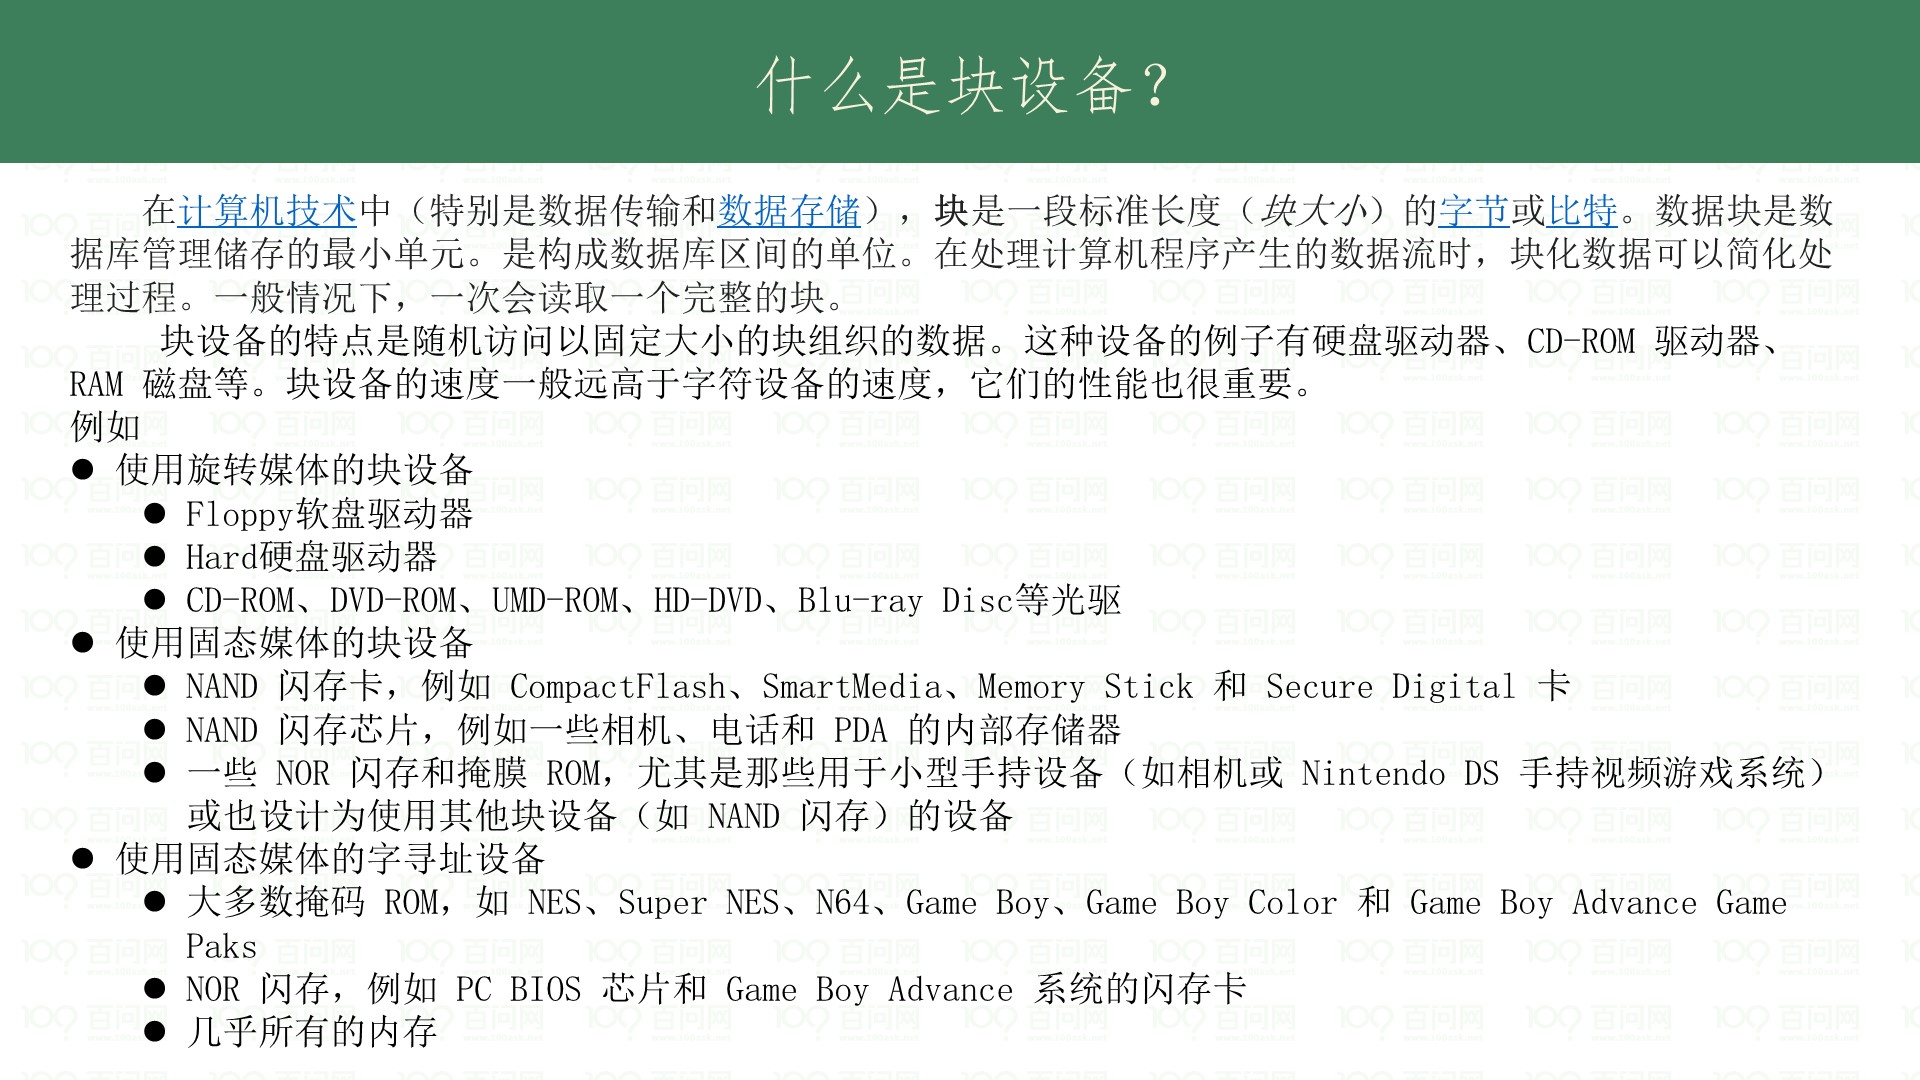 什么是块设备？
在计算机技术中（特别是数据传输和数据存储），块是一段标准长度（块大小）的字节或比特。数据块是数
据库管理储存的最小单元。是构成数据库区间的单位。在处理计算机程序产生的数据流时，块化数据可以简化处
理过程。一般情况下，一次会读取一个完整的块。
块设备的特点是随机访问以固定大小的块组织的数据。这种设备的例子有硬盘驱动器、CD-ROM 驱动器、
RAM 磁盘等。块设备的速度一般远高于字符设备的速度，它们的性能也很重要。
例如
● 使用旋转媒体的块设备
● Floppy软盘驱动器
● Hard硬盘驱动器
● CD-ROM、DVD-ROM、UMD-ROM、HD-DVD、Blu-ray Disc等光驱
● 使用固态媒体的块设备
● NAND 闪存卡，例如 CompactFlash、SmartMedia、Memory Stick 和 Secure Digital 卡
● NAND 闪存芯片，例如一些相机、电话和 PDA 的内部存储器
● 一些 NOR 闪存和掩膜 ROM，尤其是那些用于小型手持设备（如相机或 Nintendo DS 手持视频游戏系统）
或也设计为使用其他块设备（如 NAND 闪存）的设备
● 使用固态媒体的字寻址设备
● 大多数掩码 ROM，如 NES、Super NES、N64、Game Boy、Game Boy Color 和 Game Boy Advance Game
Paks
● NOR 闪存，例如 PC BIOS 芯片和 Game Boy Advance 系统的闪存卡
● 几乎所有的内存